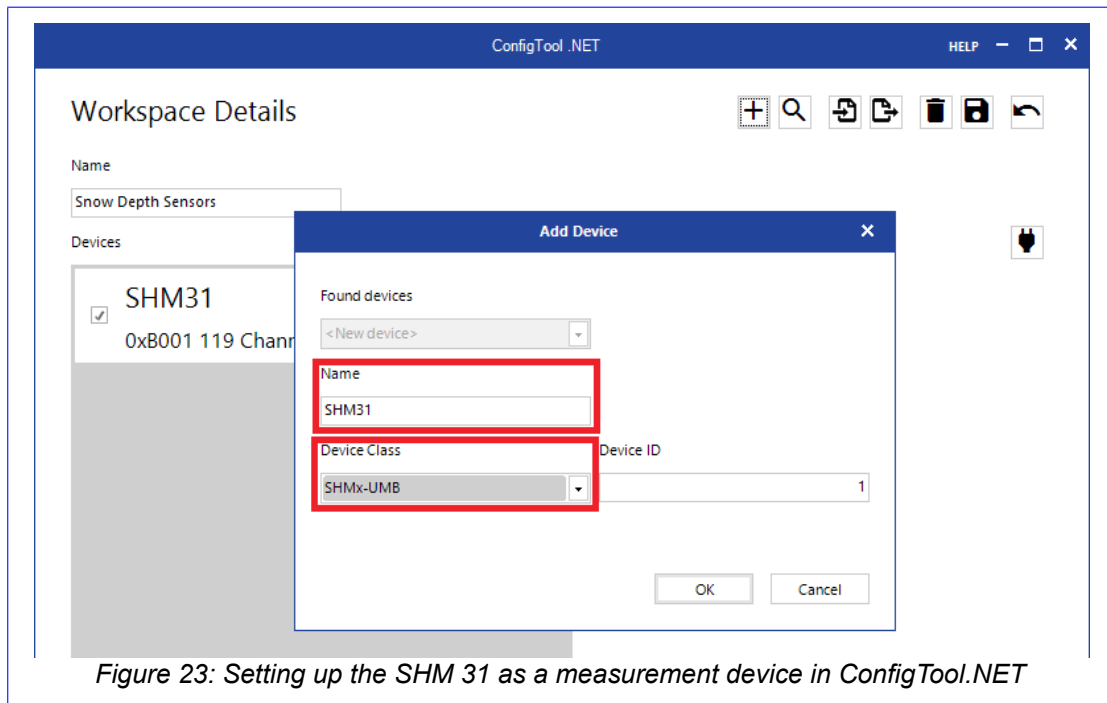 ConfigTool .NET
HELP
Workspace Details
Name
Snow Depth Sensors
Devices
SHM31
0xB001 119 Chann
Add Device
Found devices
<New device>
Name
SHM31
Device Class
Device ID
SHMx-UMB
1
OK
Cancel
Figure 23: Setting up the SHM 31 as a measurement device in ConfigTool.NET